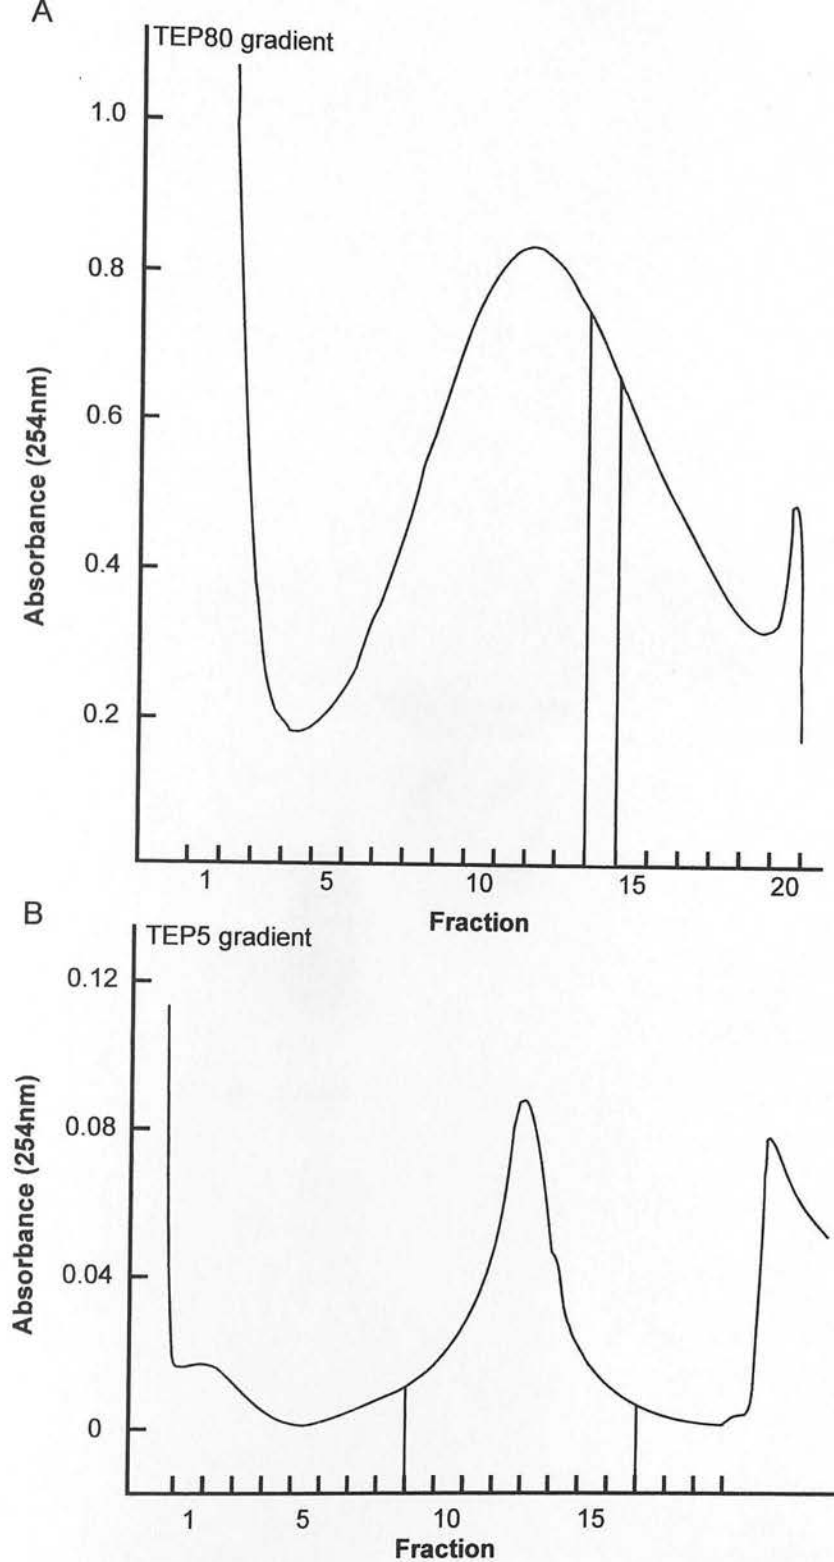 A
TEP80 gradient
1.0
0.8
0.6
0.4
0.2
Absorbance (254nm)
1 5 10 15 20
Fraction
B
TEP5 gradient
0.12
0.08
0.04
0
Absorbance (254nm)
1 5 10 15
Fraction